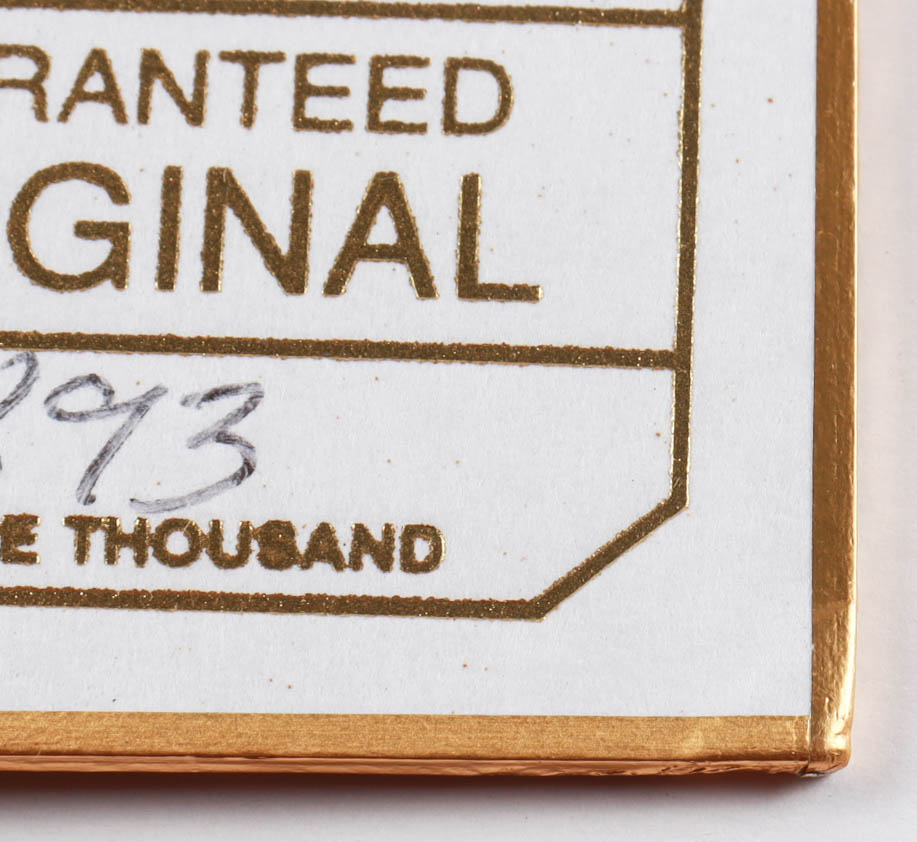 RANTEED
GINAL
93
E THOUSAND